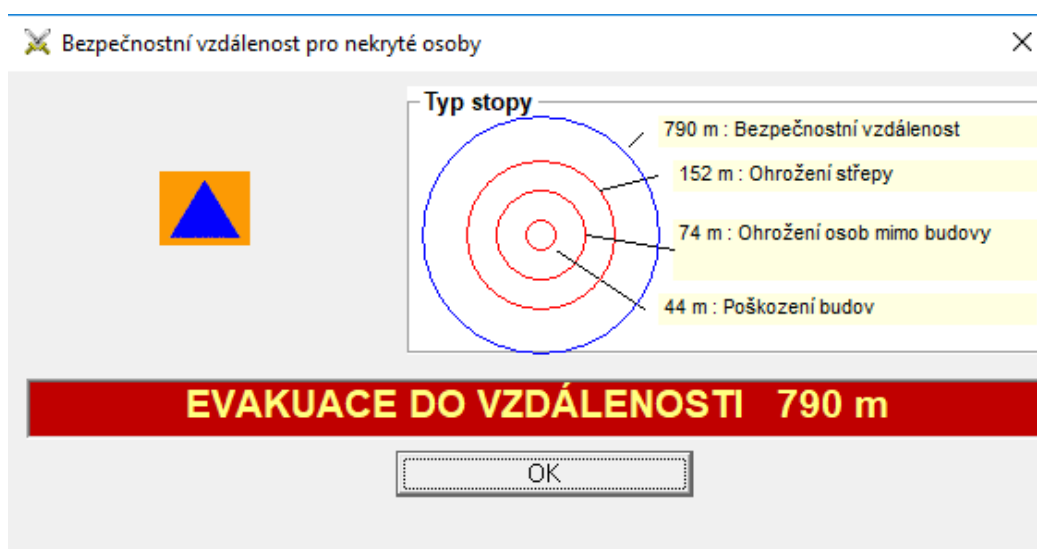 Bezpečnostní vzdálenost pro nekryté osoby
Typ stopy
790 m : Bezpečnostní vzdálenost
152 m : Ohrožení střepy
74 m : Ohrožení osob mimo budovy
44 m : Poškození budov
EVAKUACE DO VZDÁLENOSTI 790 m
OK